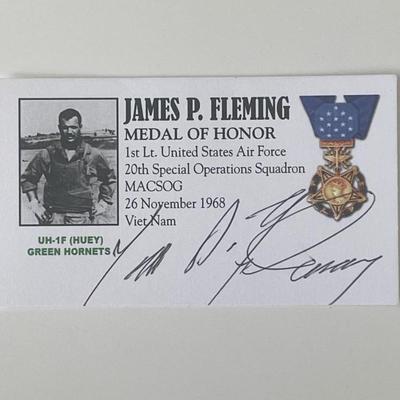 JAMES P. FLEMING
MEDAL OF HONOR
1st Lt. United States Air Force
20th Special Operations Squadron
MACSOG
26 November 1968
Viet Nam
UH-1F (HUEY)
GREEN HORNETS